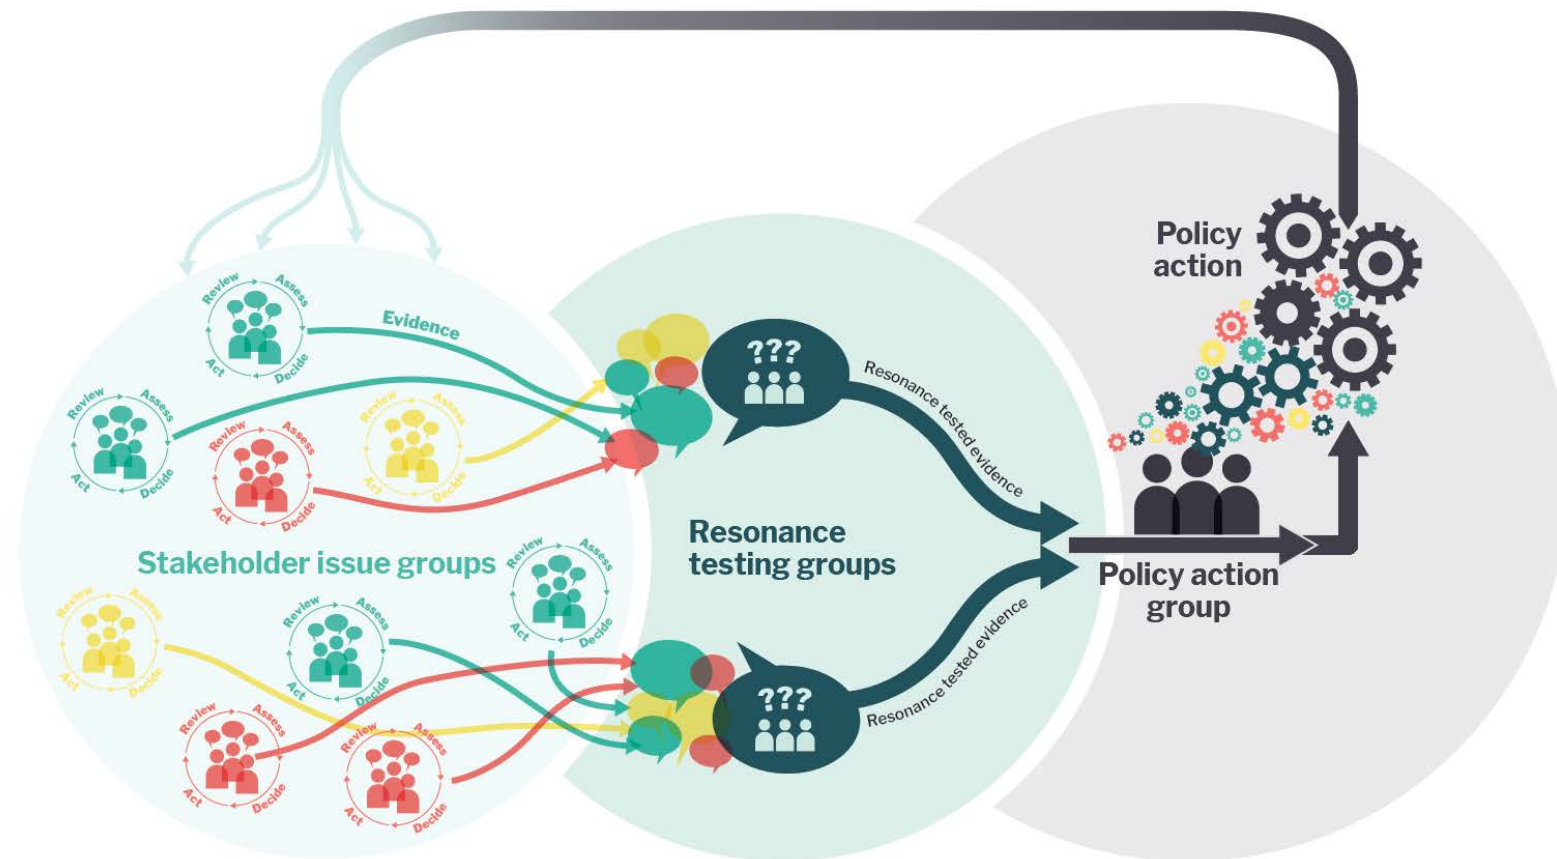 Policy
action
Review
Assess
Act
Decide
Evidence
Review
Assess
Act
Decide
Review
Assess
Act
Decide
Review
Assess
Act
Decide
???
Resonance tested evidence
Stakeholder issue groups
Resonance
testing groups
Policy action
group
Review
Assess
Act
Decide
Review
Assess
Act
Decide
Review
Assess
Act
Decide
Review
Assess
Act
Decide
Review
Assess
Act
Decide
???
Resonance tested evidence